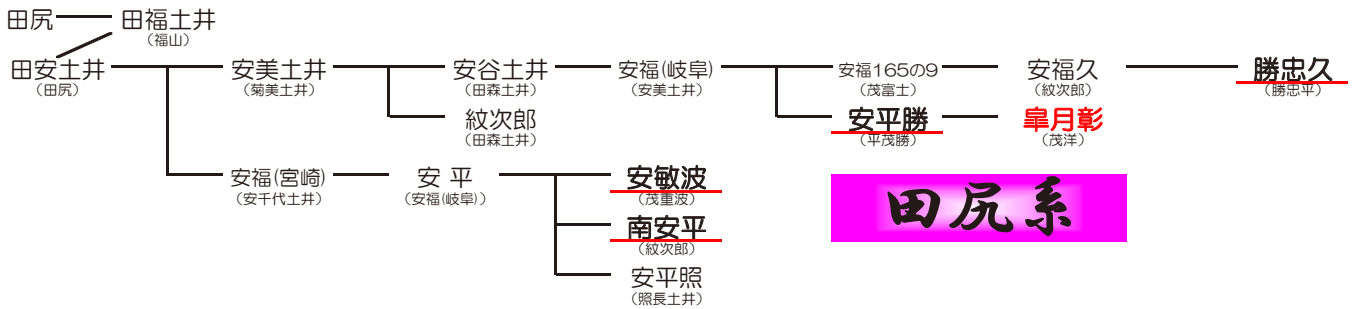 田尻 田福土井
（福山）
田安土井 安美土井 安谷土井 安福(岐阜) 安福165の9 安福久 勝忠久
（田尻） （菊美土井） （田森土井） （安美土井） （茂富士） （紋次郎） （勝忠平）
紋次郎 安平勝 皐月彰
（田森土井） （平茂勝） （茂洋）
安福(宮崎) 安平 安敏波
（安千代土井） （安福(岐阜)） （茂重波）
田尻系
南安平
（紋次郎）
安平照
（照長土井）